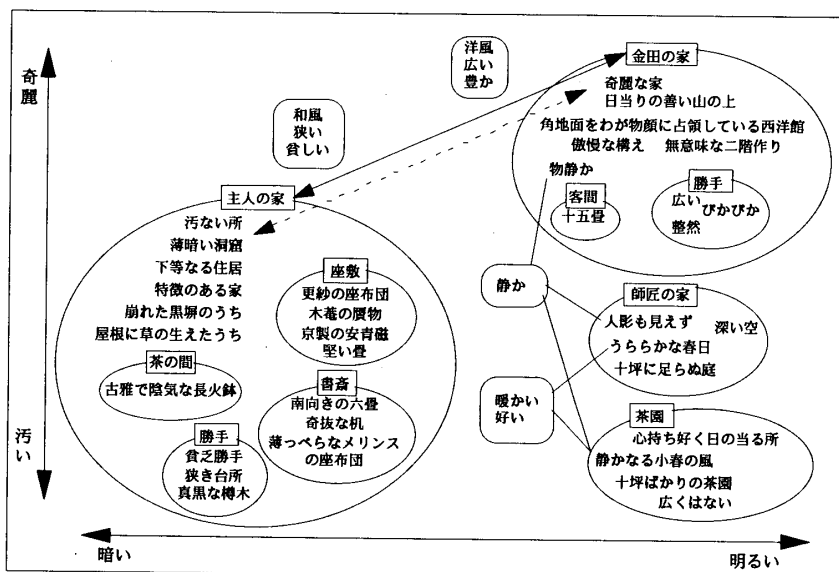 奇麗
汚い
暗い
明るい
洋風
広い
豊か
和風
狭い
貧しい
金田の家
奇麗な家
日当りの善い山の上
角地面をわが物顔に占領している西洋館
傲慢な構え 無意味な二階作り
物静か
客間
十五畳
勝手
広い
ぴかぴか
整然
主人の家
汚ない所
薄暗い洞窟
下等なる住居
特徴のある家
崩れた黒塀のうち
屋根に草の生えたうち
座敷
更紗の座布団
木菴の贋物
京製の安青磁
堅い畳
茶の間
古雅で陰気な長火鉢
書斎
南向きの六畳
奇抜な机
薄っぺらなメリンス
の座布団
勝手
貧乏勝手
狭き台所
真黒な樽木
静か
師匠の家
人影も見えず
深い空
うららかな春日
十坪に足らぬ庭
暖かい
好い
茶園
心持ち好く日の当る所
静かなる小春の風
十坪ばかりの茶園
広くはない